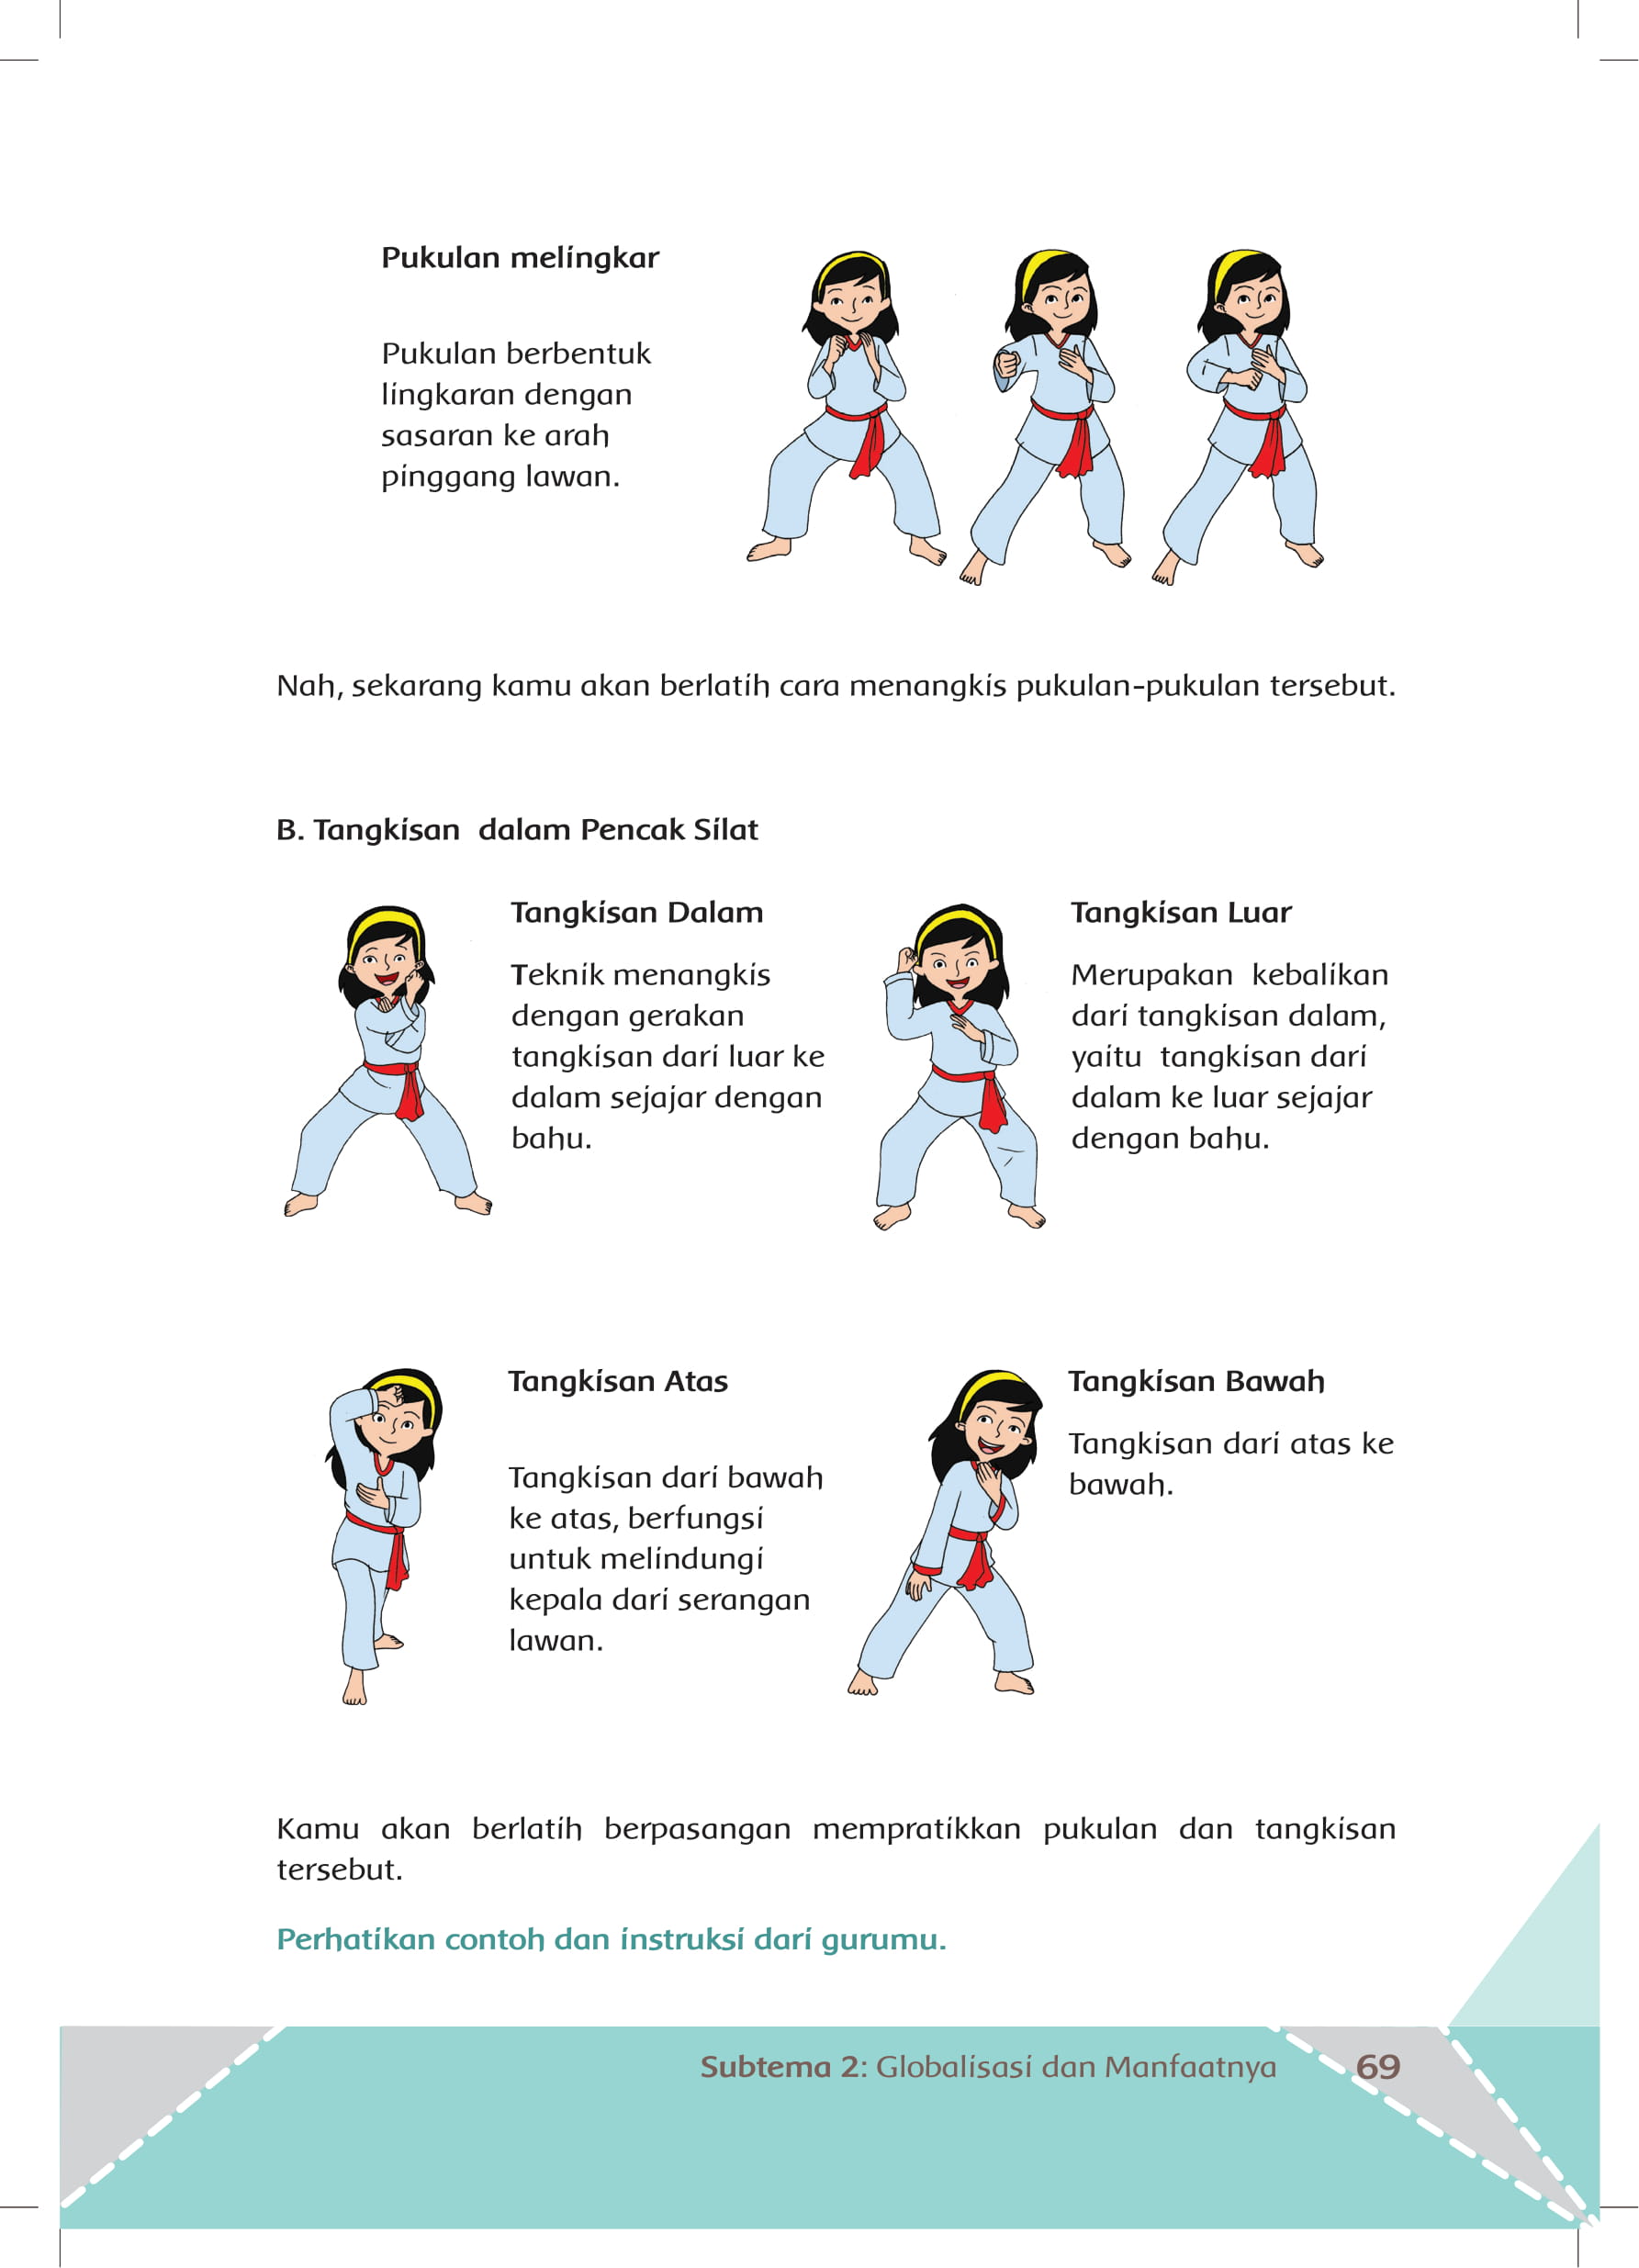 Pukulan melingkar
Pukulan berbentuk
lingkaran dengan
sasaran ke arah
pinggang lawan.
Nah, sekarang kamu akan berlatih cara menangkis pukulan-pukulan tersebut.
B. Tangkisan dalam Pencak Silat
Tangkisan Dalam
Teknik menangkis
dengan gerakan
tangkisan dari luar ke
dalam sejajar dengan
bahu.
Tangkisan Luar
Merupakan kebalikan
dari tangkisan dalam,
yaitu tangkisan dari
dalam ke luar sejajar
dengan bahu.
Tangkisan Atas
Tangkisan dari bawah
ke atas, berfungsi
untuk melindungi
kepala dari serangan
lawan.
Tangkisan Bawah
Tangkisan dari atas ke
bawah.
Kamu akan berlatih berpasangan mempratikkan pukulan dan tangkisan
tersebut.
Perhatikan contoh dan instruksi dari gurumu.
Subtema 2: Globalisasi dan Manfaatnya 69